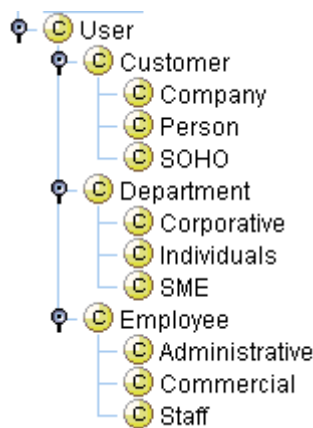 C User
C Customer
C Company
C Person
C SOHO
C Department
C Corporative
C Individuals
C SME
C Employee
C Administrative
C Commercial
C Staff